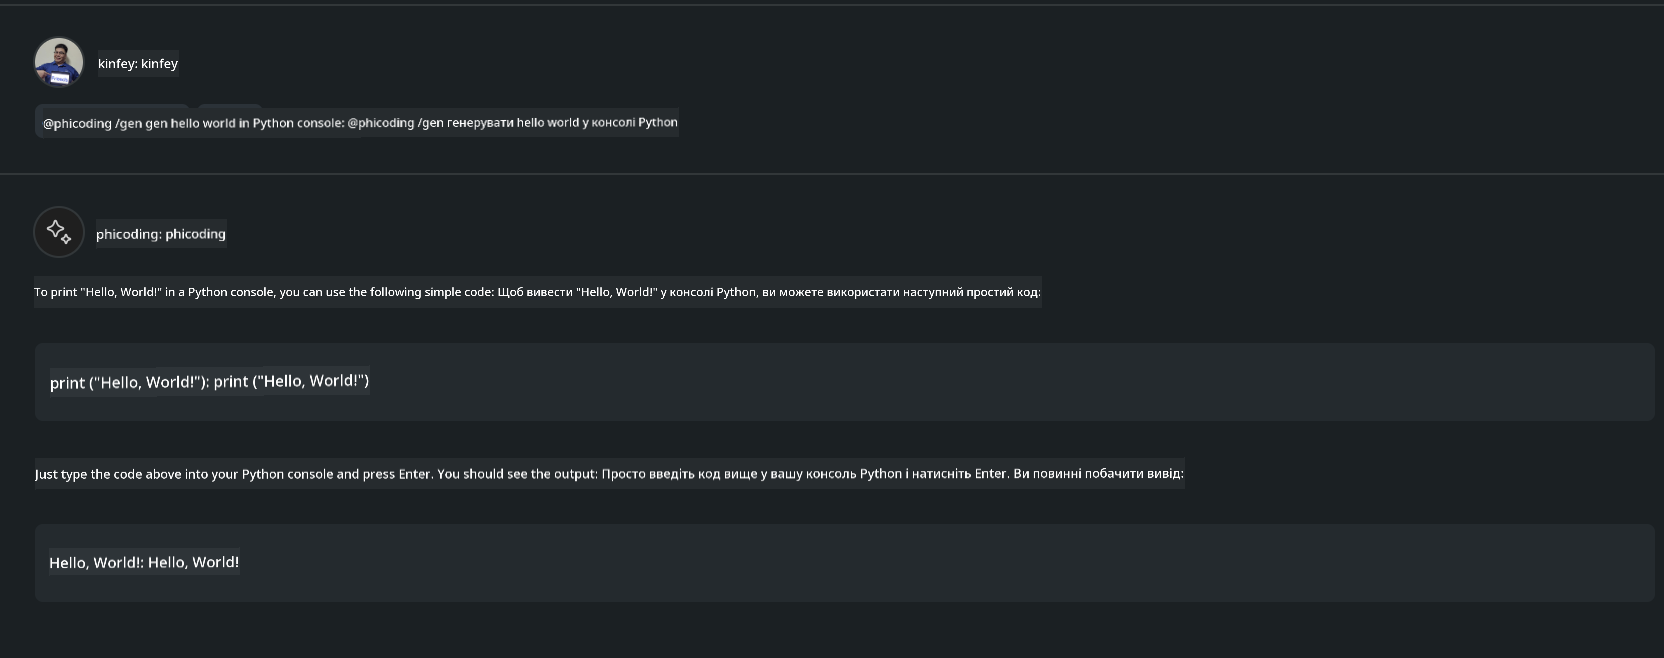 kinfey: kinfey
@phicoding /gen gen hello world in Python console: @phicoding /gen генерувати hello world у консолі Python
phicoding: phicoding
To print "Hello, World!" in a Python console, you can use the following simple code: Щоб вивести "Hello, World!" у консолі Python, ви можете використати наступний простий код:
print ("Hello, World!"): print ("Hello, World!")
Just type the code above into your Python console and press Enter. You should see the output: Просто введіть код вище у вашу консоль Python і натисніть Enter. Ви повинні побачити вивід:
Hello, World!: Hello, World!